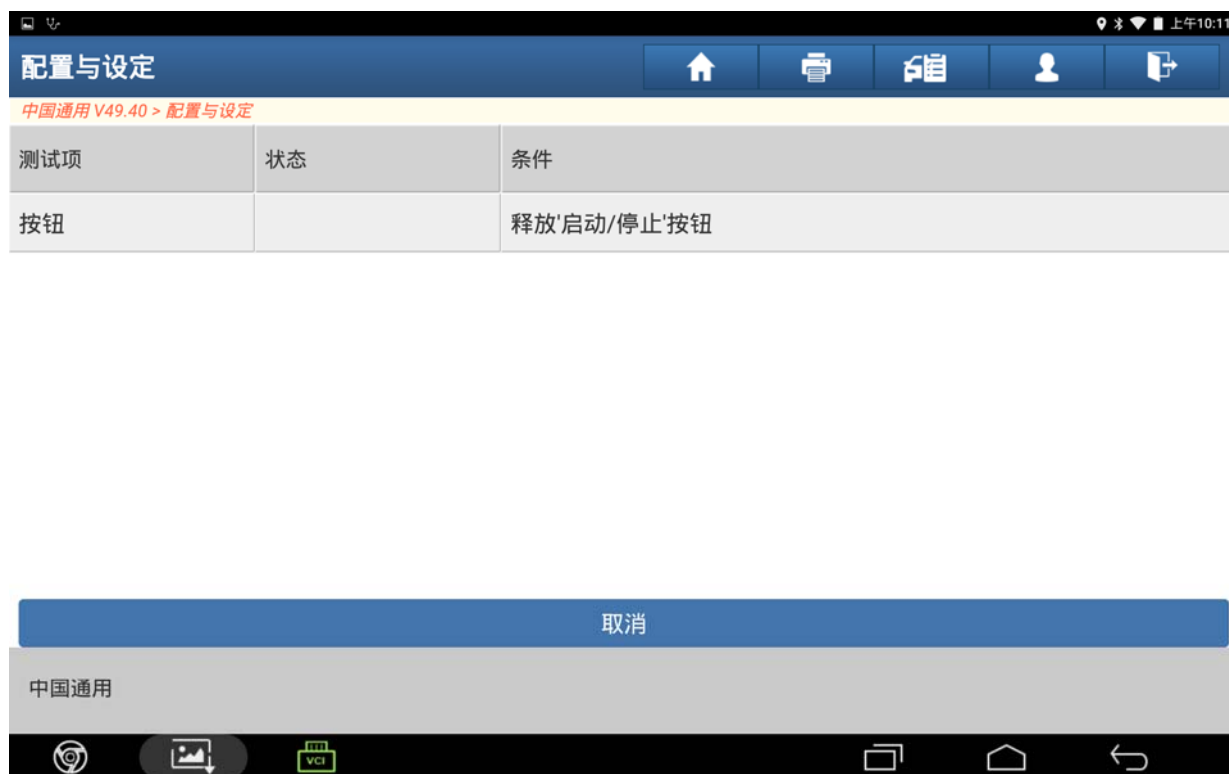 上午10:11
配置与设定
中国通用 V49.40 > 配置与设定
测试项 状态 条件
按钮 释放'启动/停止'按钮
取消
中国通用
VCI